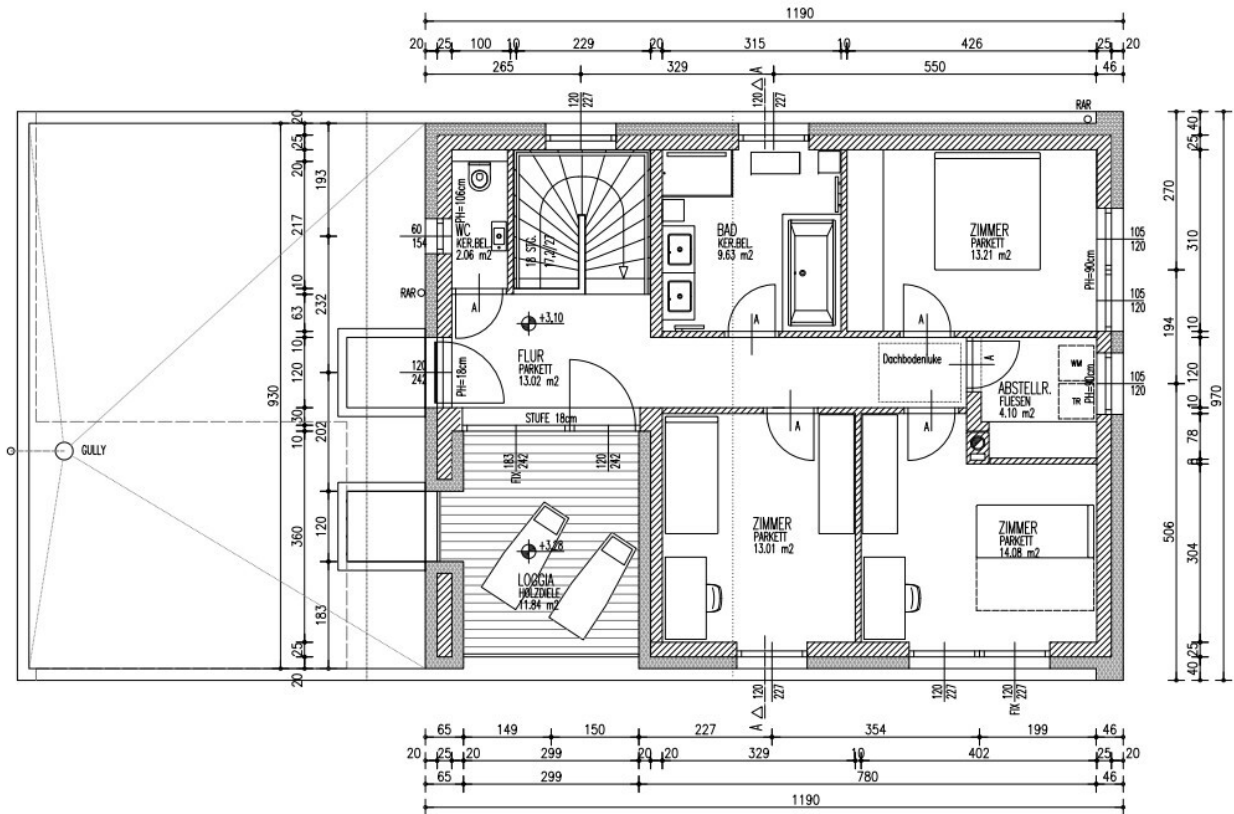 1190
20 25 100 10 229 20 315 10 426 25 20
265 329 550 46
120
227
120
A
227
RAR
20
25
20
193
217
10
63
232
10
120
30
10
202
930
360
120
183
25
20
PH=106cm
WC
KER.BEL.
2.06 m2
60
154
18 STG.
17.2/27
BAD
KER.BEL.
9.63 m2
ZIMMER
PARKETT
13.21 m2
105
120
PH=90cm
105
120
RAR
A
A
A
+3,10
FLUR
PARKETT
13.02 m2
120
242
PH=18cm
STUFE 18cm
Dachbodenluke
A
ABSTELLR.
FLIESEN
4.10 m2
WM
TR
PH=90cm
105
120
A
A
GULLY
183
242
FIX
120
242
+3,28
LOGGIA
HOLZDIELE
11.84 m2
ZIMMER
PARKETT
13.01 m2
ZIMMER
PARKETT
14.08 m2
40
25
270
310
194
10
120
10
78
506
304
25
40
970
A
120
227
120
227
FIX
120
227
65 149 150 227 354 199 46
20 25 20 299 20 20 329 10 402 25 20
65 299 780 46
1190